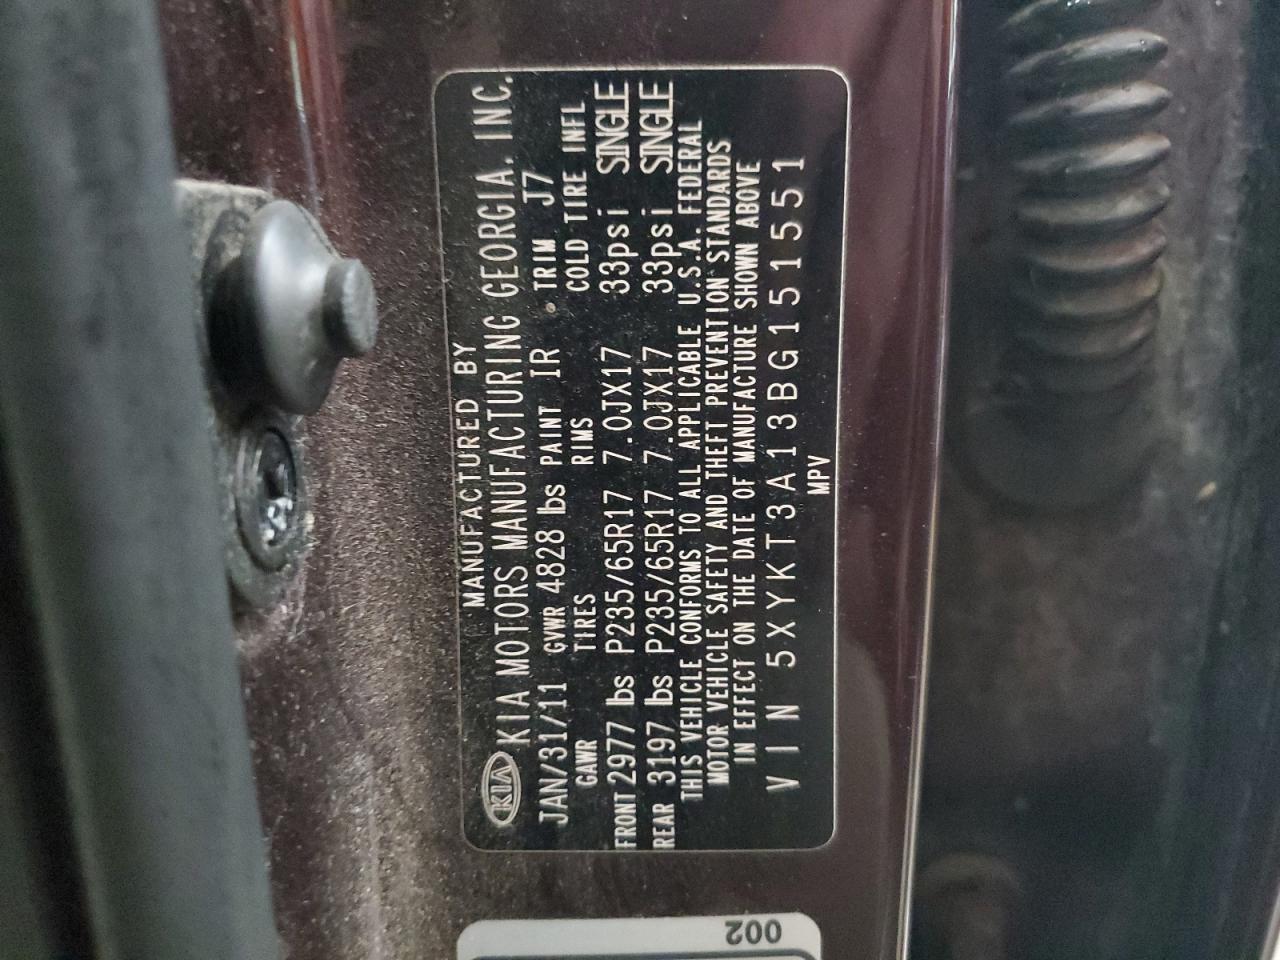 MANUFACTURED BY
KIA KIA MOTORS MANUFACTURING GEORGIA, INC.
JAN/31/11 GVWR 4828 lbs PAINT IR TRIM J7
GAWR TIRES RIMS COLD TIRE INFL
FRONT 2977 lbs P235/65R17 7.0JX17 33psi SINGLE
REAR 3197 lbs P235/65R17 7.0JX17 33psi SINGLE
THIS VEHICLE CONFORMS TO ALL APPLICABLE U.S.A. FEDERAL
MOTOR VEHICLE SAFETY AND THEFT PREVENTION STANDARDS
IN EFFECT ON THE DATE OF MANUFACTURE SHOWN ABOVE
VIN 5XYKT3A13BG151551
MPV
002